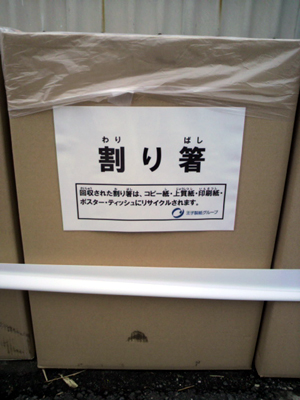 わり ばし
割り箸
回収された割り箸は、コピー紙・上質紙・印刷紙・
ポスター・ティッシュにリサイクルされます。
王子製紙グループ